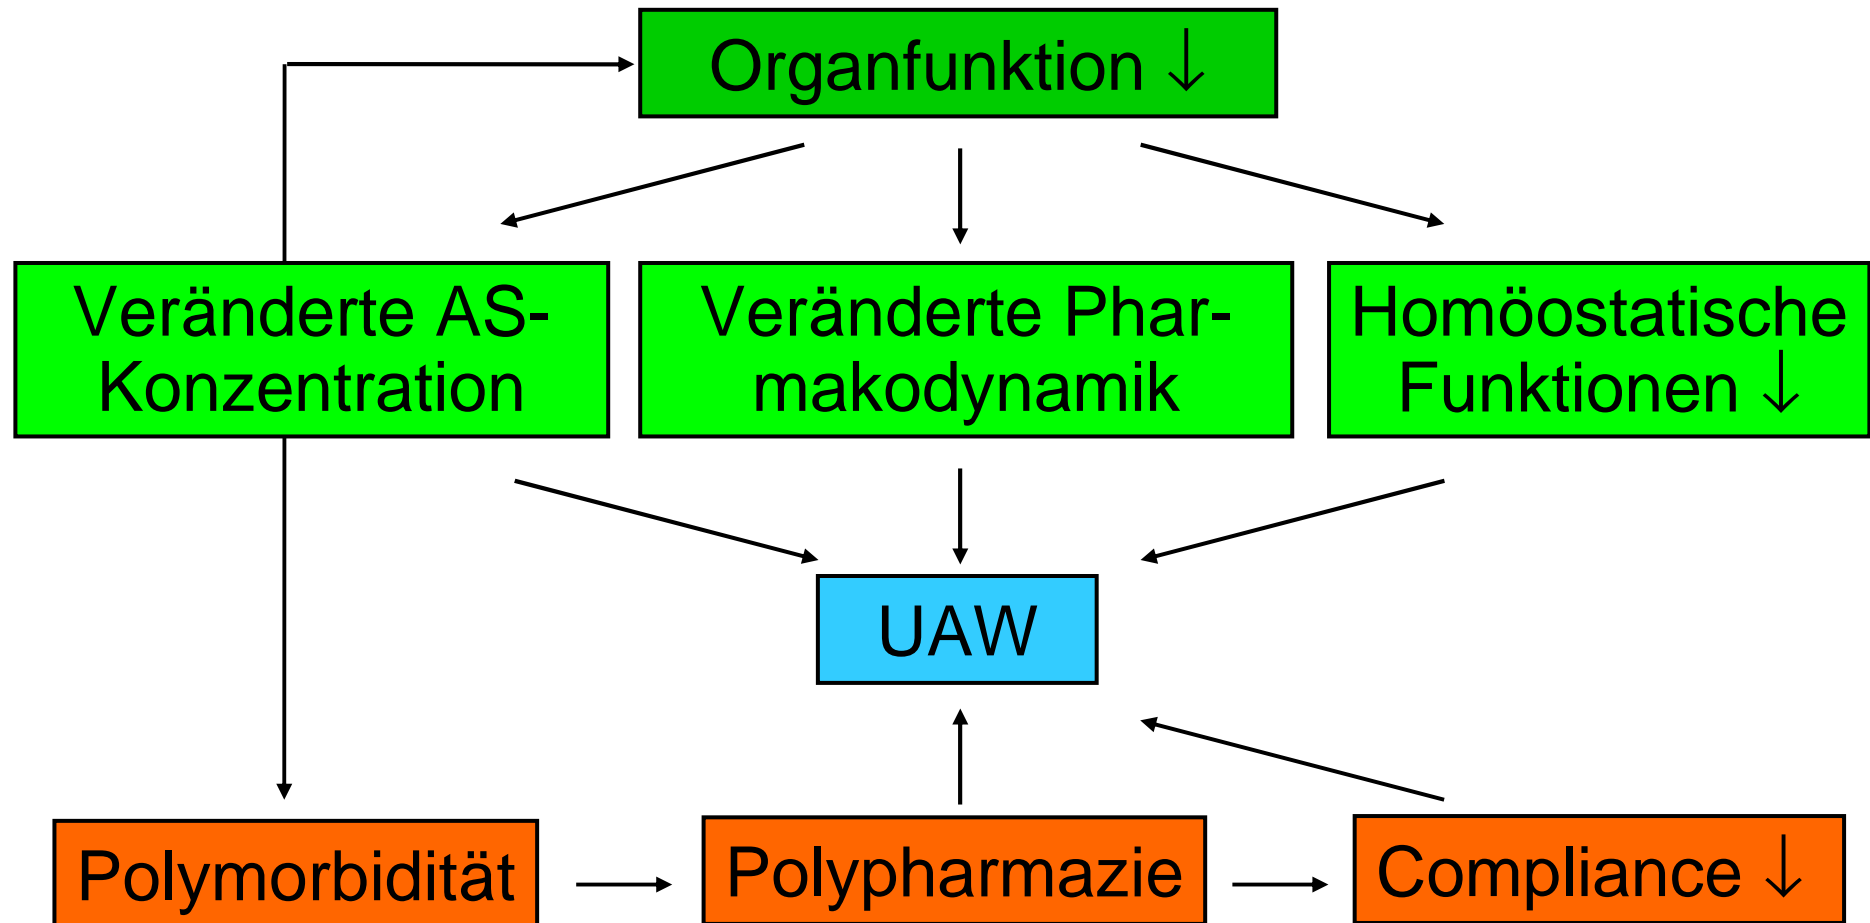 Organfunktion ↓
Veränderte AS-
Konzentration
Veränderte Phar-
makodynamik
Homöostatische
Funktionen ↓
UAW
Polymorbidität
Polypharmazie
Compliance ↓